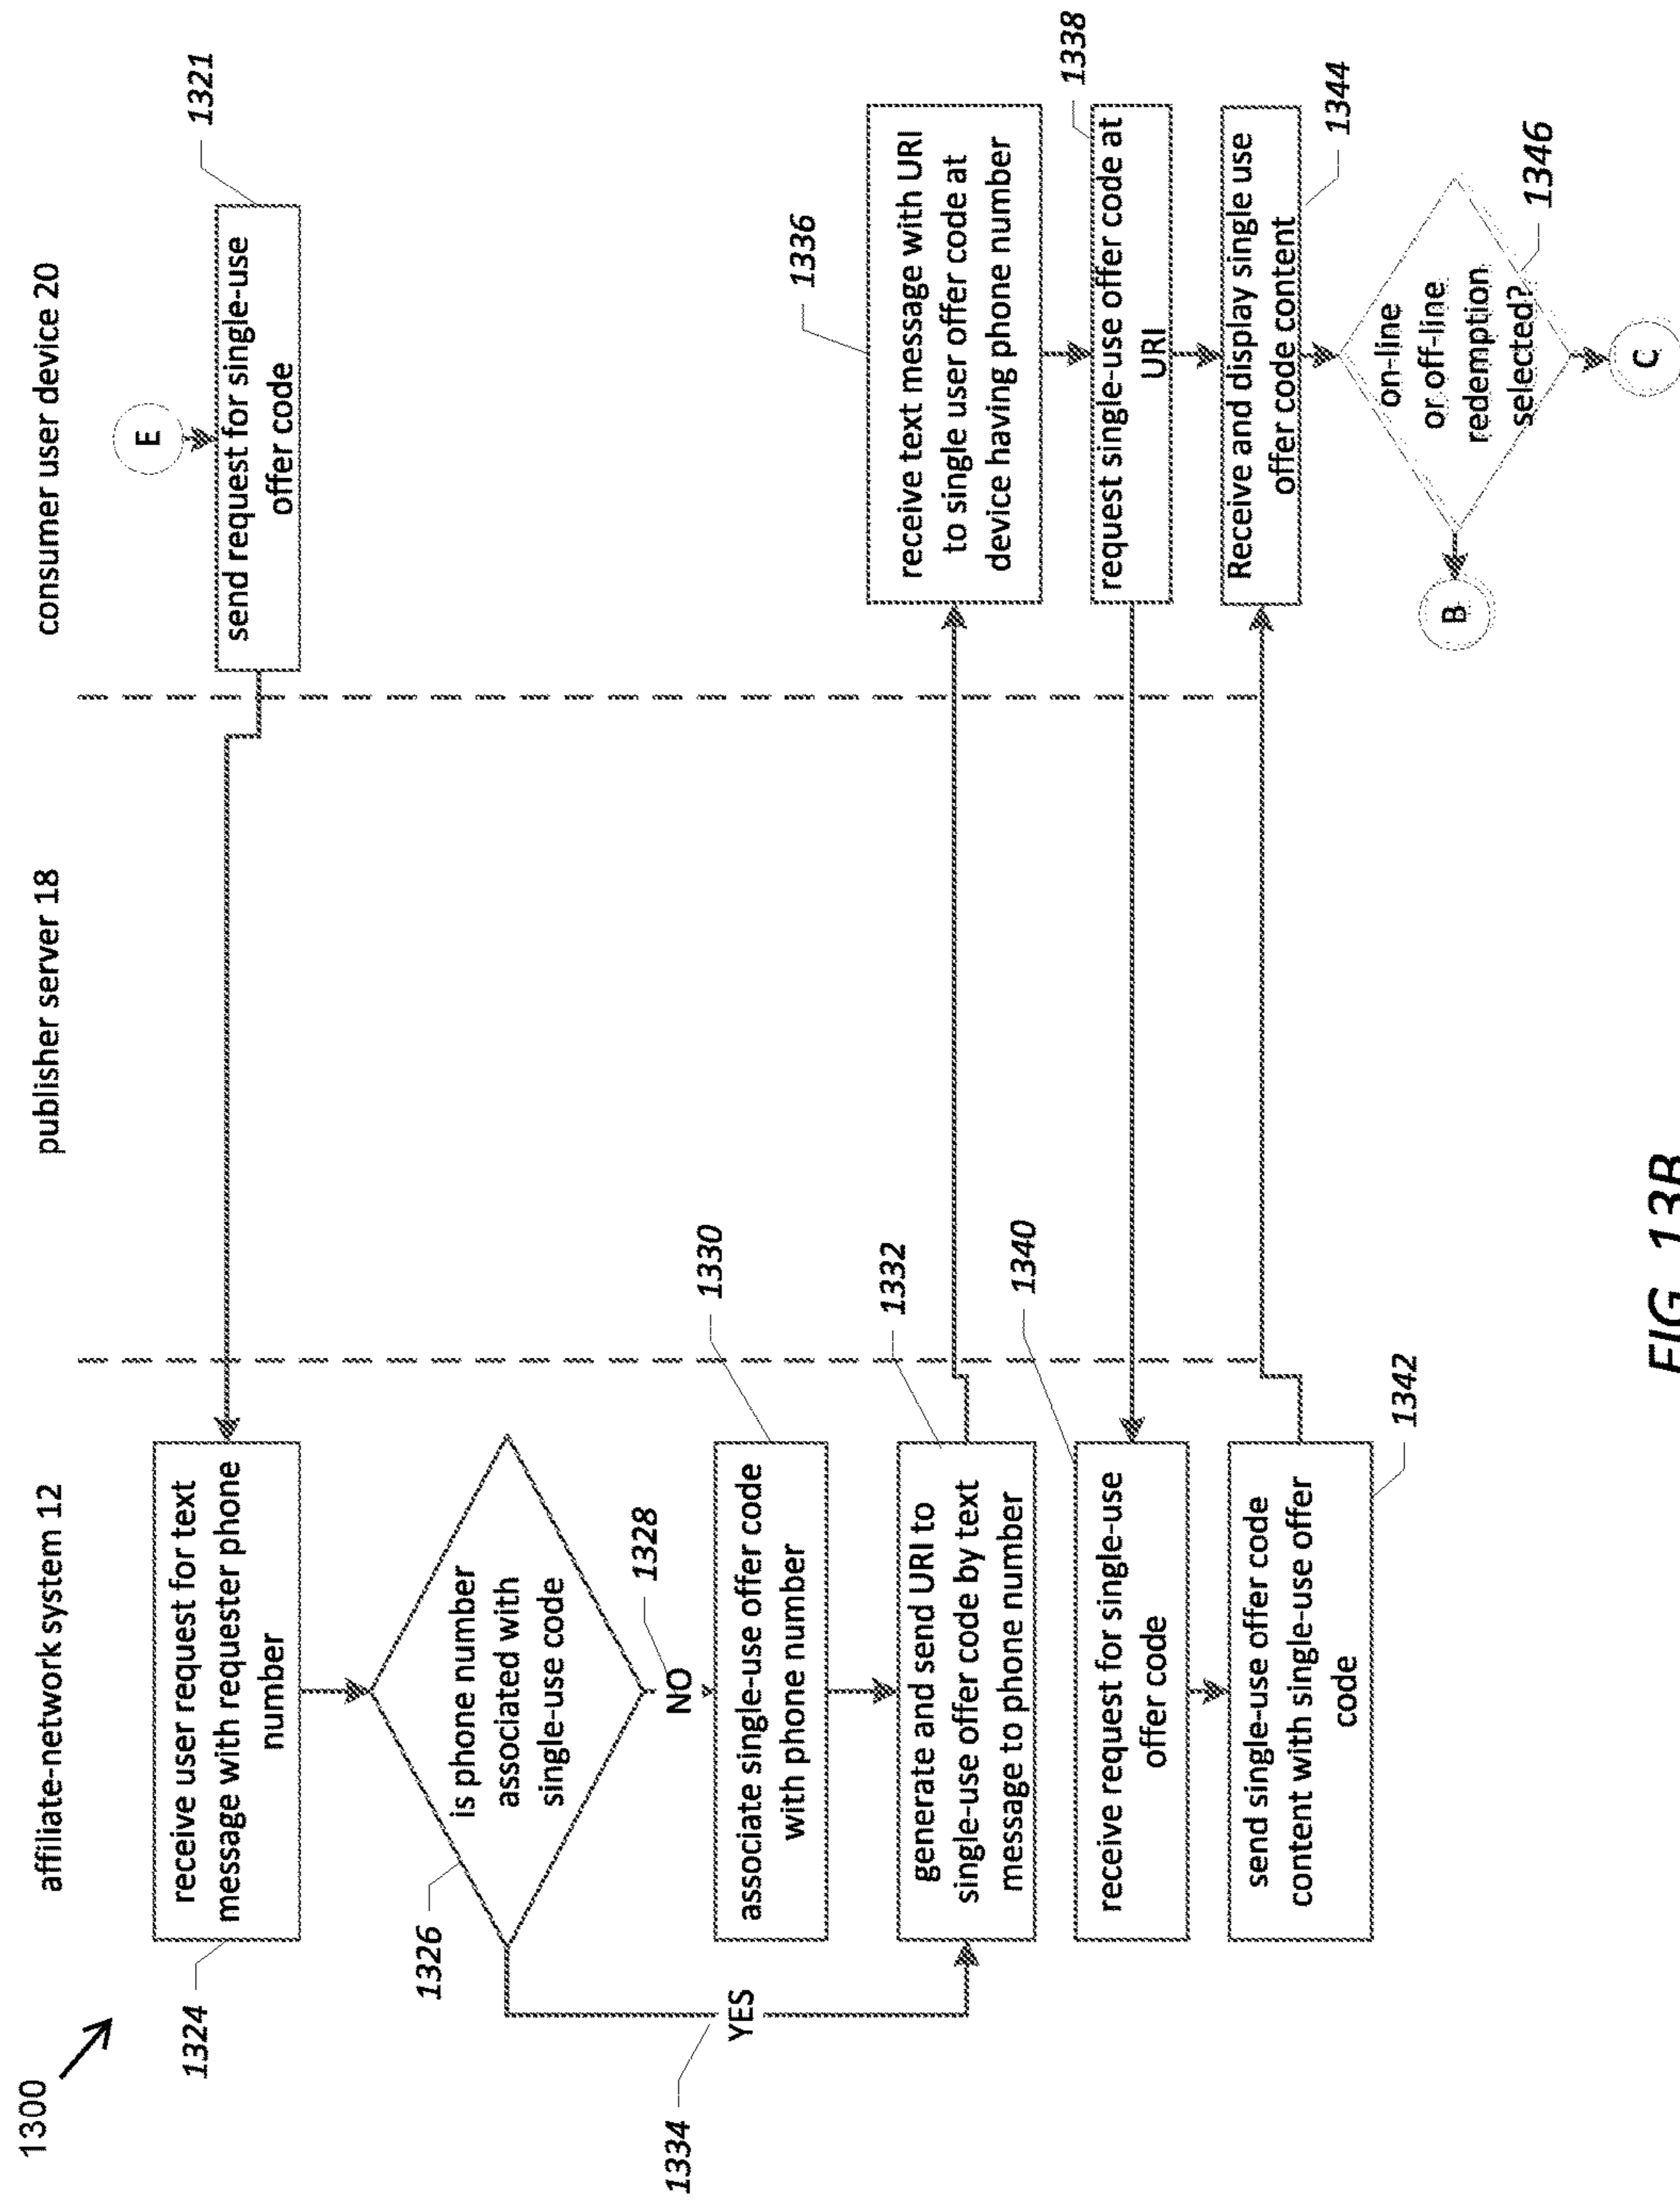 1300
affiliate-network system 12
publisher server 18
consumer user device 20
E
1321
send request for single-use
offer code
1324
receive user request for text
message with requester phone
number
1326
is phone number
associated with
single-use code
1328
NO
1334
YES
1330
associate single-use offer code
with phone number
1332
generate and send URI to
single-use offer code by text
message to phone number
1336
receive text message with URI
to single user offer code at
device having phone number
1338
request single-use offer code at
URI
1340
receive request for single-use
offer code
1342
send single-use offer code
content with single-use offer
code
1344
Receive and display single use
offer code content
1346
on-line
or off-line
redemption
selected?
B
C
FIG. 13B